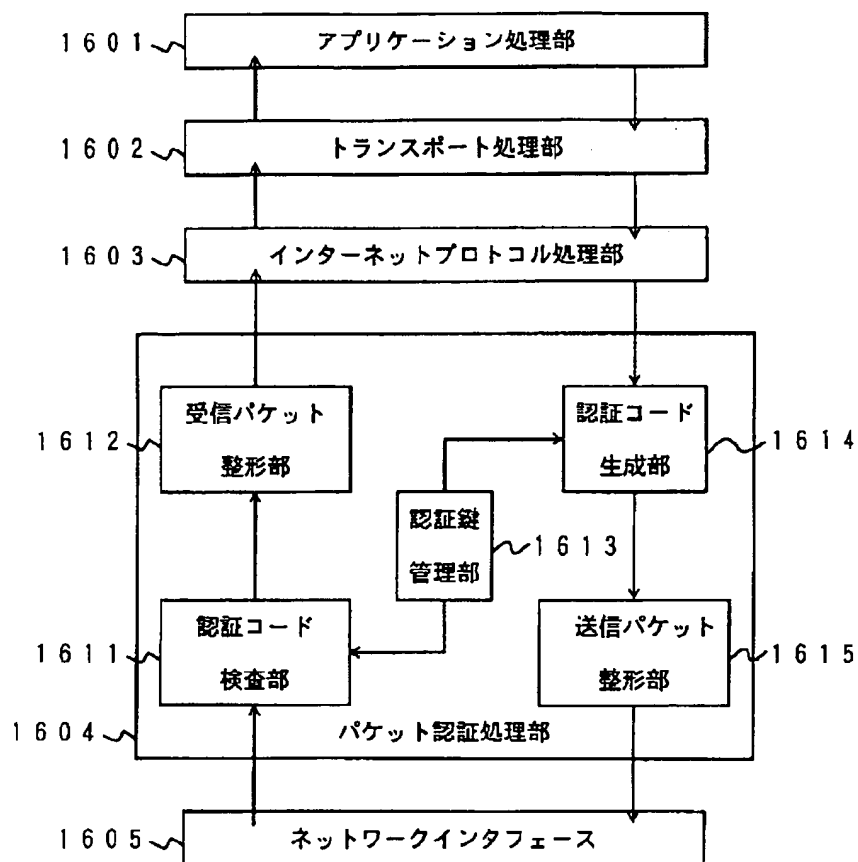 1601
アプリケーション処理部
1602
トランスポート処理部
1603
インターネットプロトコル処理部
受信パケット
整形部
1612
認証コード
生成部
1614
認証鍵
管理部
1613
認証コード
検査部
1611
送信パケット
整形部
1615
1604
パケット認証処理部
1605
ネットワークインタフェース